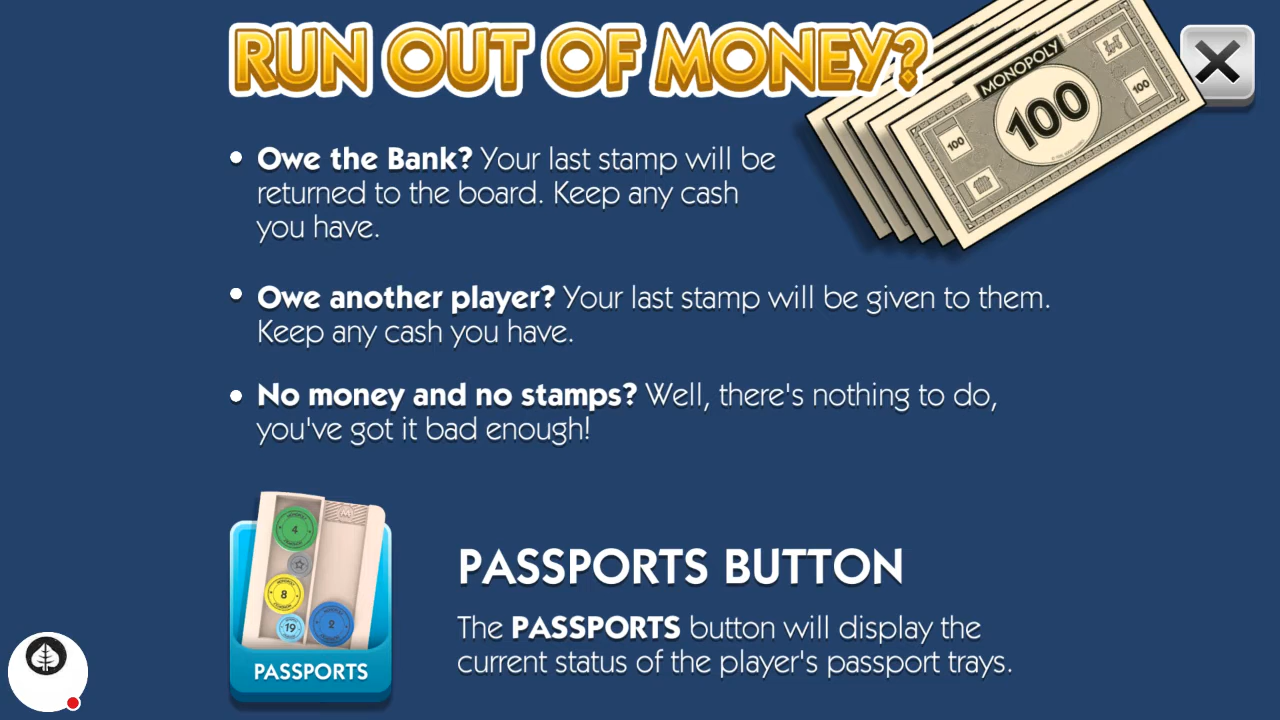 RUN OUT OF MONEY?
MONOPOLY
100
100
100
• Owe the Bank? Your last stamp will be
returned to the board. Keep any cash
you have.
• Owe another player? Your last stamp will be given to them.
Keep any cash you have.
• No money and no stamps? Well, there's nothing to do,
you've got it bad enough!
4
8
19
2
PASSPORTS
PASSPORTS BUTTON
The PASSPORTS button will display the
current status of the player's passport trays.